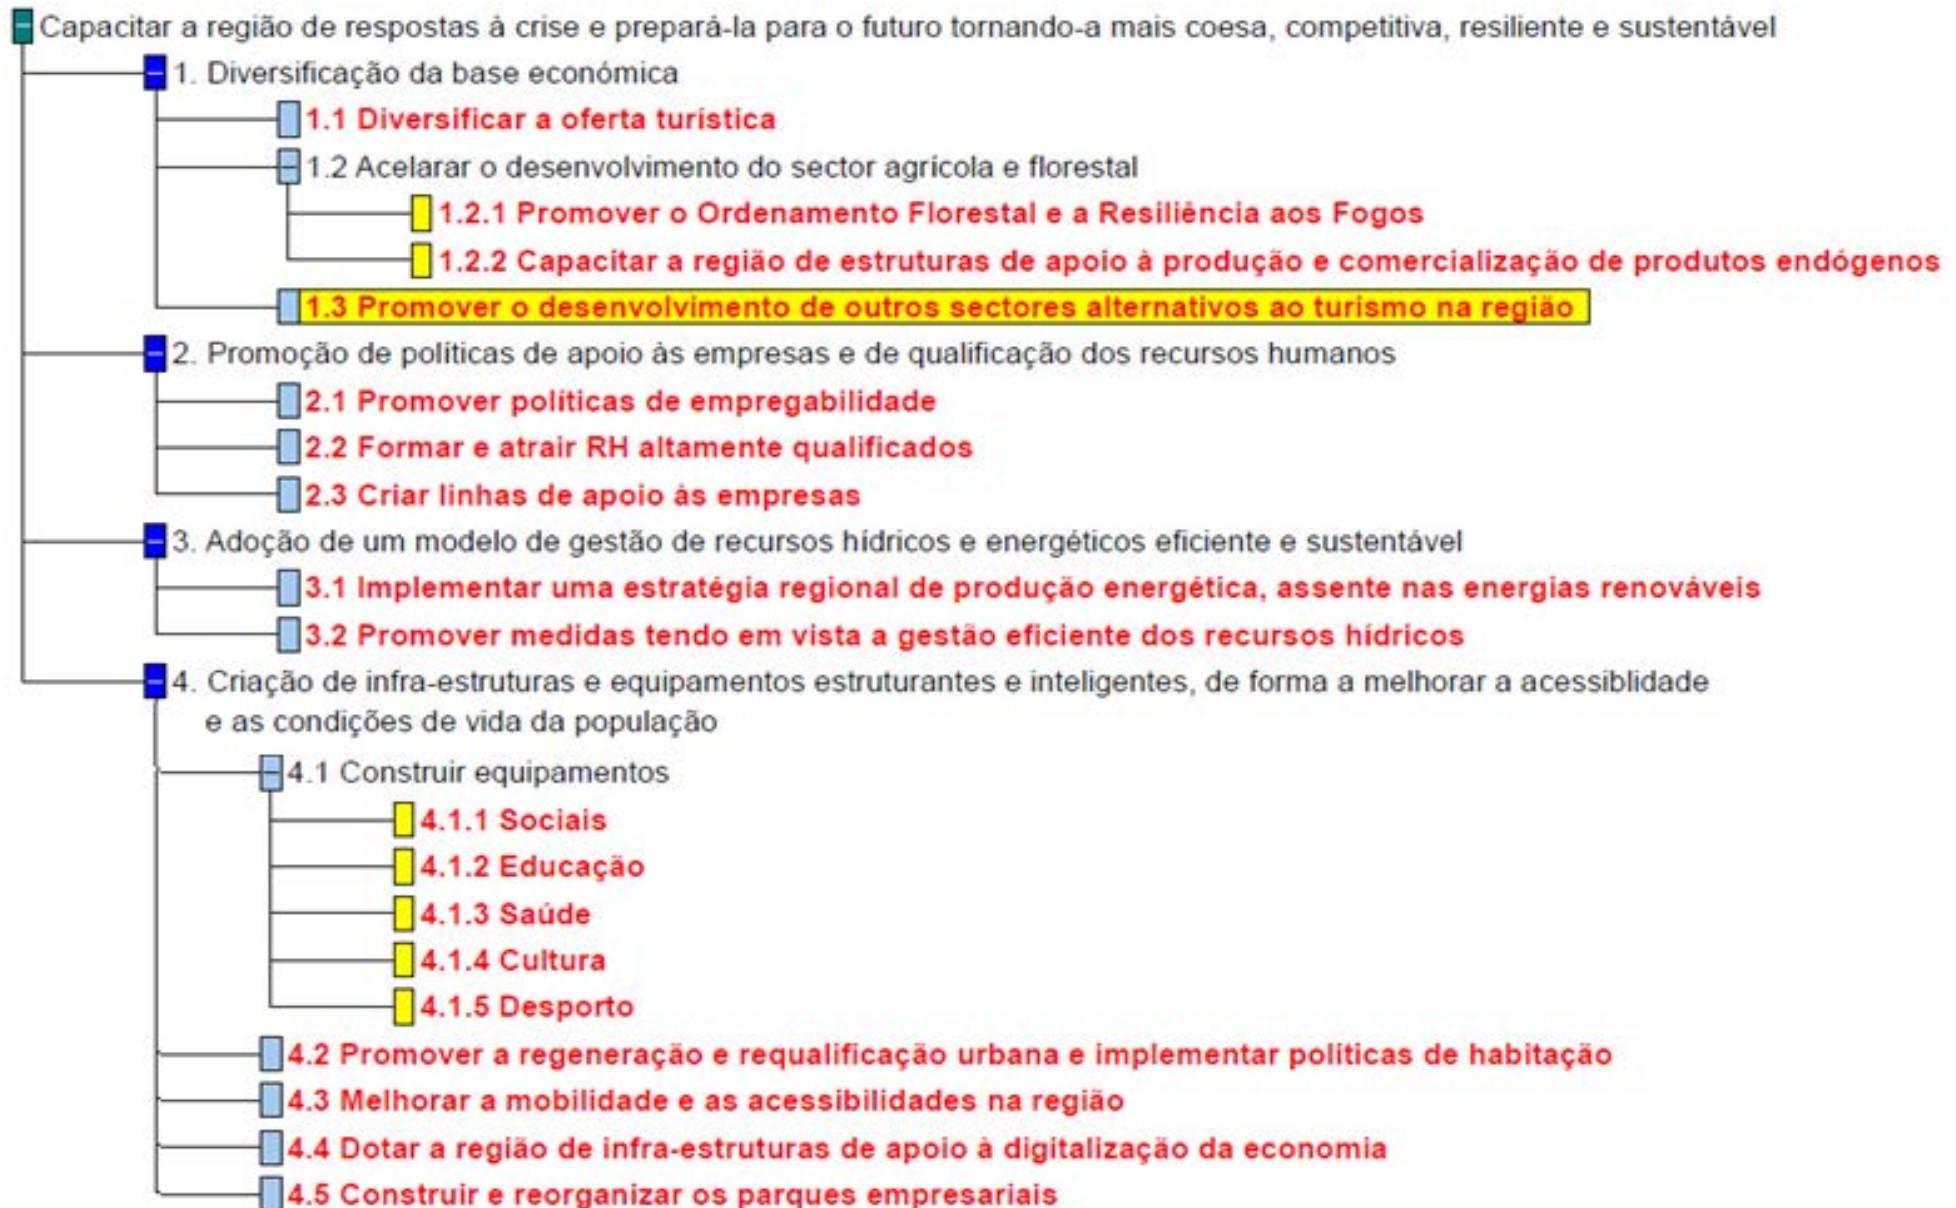 Capacitar a região de respostas à crise e prepará-la para o futuro tornando-a mais coesa, competitiva, resiliente e sustentável
1. Diversificação da base económica
1.1 Diversificar a oferta turística
1.2 Acelarar o desenvolvimento do sector agrícola e florestal
1.2.1 Promover o Ordenamento Florestal e a Resiliência aos Fogos
1.2.2 Capacitar a região de estruturas de apoio à produção e comercialização de produtos endógenos
1.3 Promover o desenvolvimento de outros sectores alternativos ao turismo na região
2. Promoção de políticas de apoio às empresas e de qualificação dos recursos humanos
2.1 Promover políticas de empregabilidade
2.2 Formar e atrair RH altamente qualificados
2.3 Criar linhas de apoio às empresas
3. Adoção de um modelo de gestão de recursos hídricos e energéticos eficiente e sustentável
3.1 Implementar uma estratégia regional de produção energética, assente nas energias renováveis
3.2 Promover medidas tendo em vista a gestão eficiente dos recursos hídricos
4. Criação de infra-estruturas e equipamentos estruturantes e inteligentes, de forma a melhorar a acessiblidade
e as condições de vida da população
4.1 Construir equipamentos
4.1.1 Sociais
4.1.2 Educação
4.1.3 Saúde
4.1.4 Cultura
4.1.5 Desporto
4.2 Promover a regeneração e requalificação urbana e implementar políticas de habitação
4.3 Melhorar a mobilidade e as acessibilidades na região
4.4 Dotar a região de infra-estruturas de apoio à digitalização da economia
4.5 Construir e reorganizar os parques empresariais